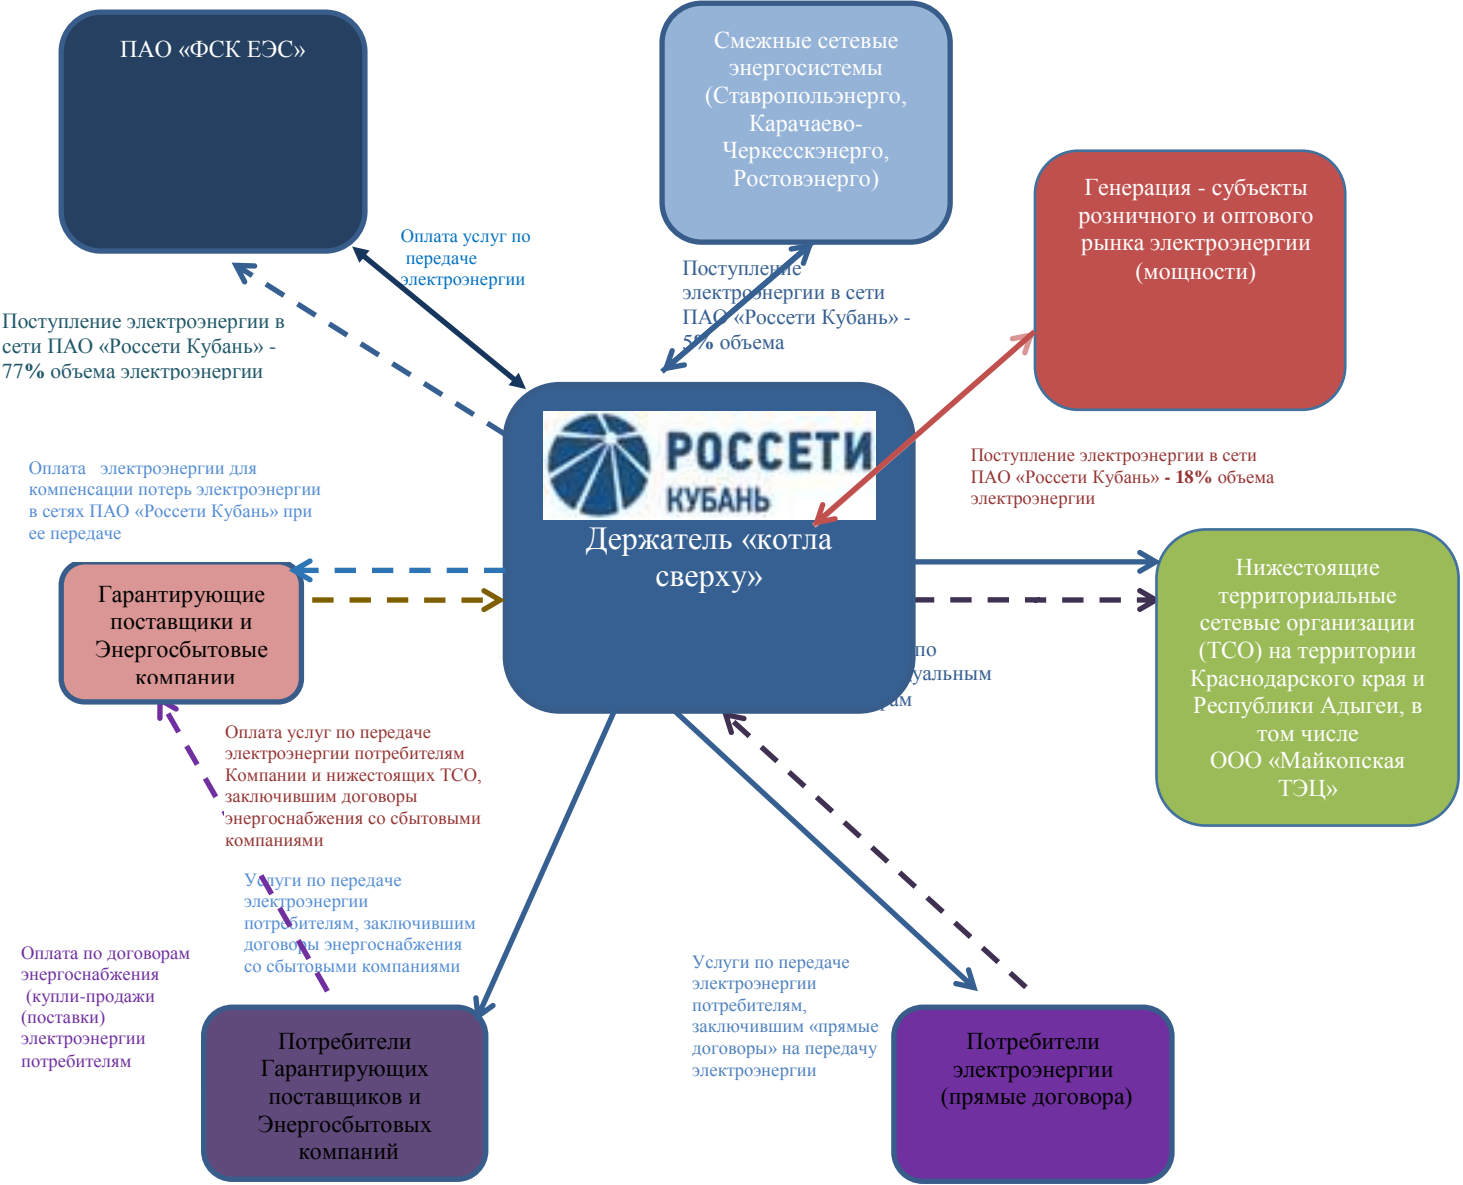 ПАО «ФСК ЕЭС»
Смежные сетевые
энергосистемы
(Ставропольэнерго,
Карачаево-
Черкесскэнерго,
Ростовэнерго)
Генерация - субъекты
розничного и оптового
рынка электроэнергии
(мощности)
Оплата услуг по
передаче
электроэнергии
Поступление
электроэнергии в сети
ПАО «Россети Кубань» -
5% объема
Поступление электроэнергии в
сети ПАО «Россети Кубань» -
77% объема электроэнергии
РОССЕТИ
КУБАНЬ
Держатель «котла
сверху»
Поступление электроэнергии в сети
ПАО «Россети Кубань» - 18% объема
электроэнергии
Оплата электроэнергии для
компенсации потерь электроэнергии
в сетях ПАО «Россети Кубань» при
ее передаче
Гарантирующие
поставщики и
Энергосбытовые
компании
Нижестоящие
территориальные
сетевые организации
(ТСО) на территории
Краснодарского края и
Республики Адыгеи, в
том числе
ООО «Майкопская
ТЭЦ»
по
Оплата услуг по передаче
электроэнергии потребителям
Компании и нижестоящих ТСО,
заключившим договоры
энергоснабжения со сбытовыми
компаниями
Услуги по передаче
электроэнергии
потребителям, заключившим
договоры энергоснабжения
со сбытовыми компаниями
Оплата по договорам
энергоснабжения
(купли-продажи
(поставки)
электроэнергии
потребителям
Услуги по передаче
электроэнергии
потребителям,
заключившим «прямые
договоры» на передачу
электроэнергии
Потребители
Гарантирующих
поставщиков и
Энергосбытовых
компаний
Потребители
электроэнергии
(прямые договора)